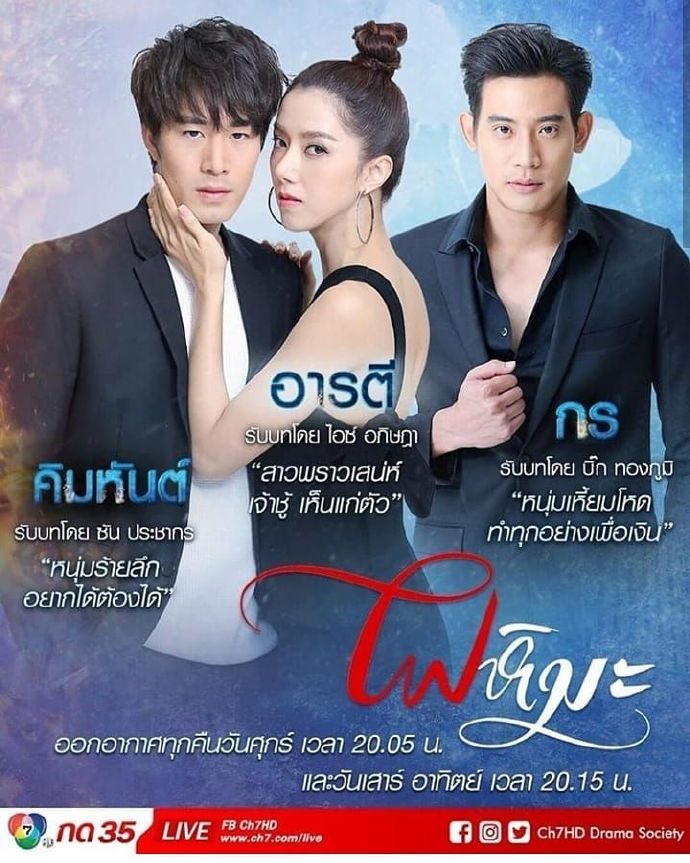 อารตี
รับบทโดย ไอซ์ อภิษฎา
"สาวพราวเสน่ห์
เจ้าชู้ เห็นแก่ตัว"
กร
รับบทโดย บิ๊ก ทองภูมิ
"หนุ่มเหี้ยมโหด
ทำทุกอย่างเพื่อเงิน"
คิมหันต์
รับบทโดย ซัน ประชากร
"หนุ่มร้ายลึก
อยากได้ต้องได้"
ไฟหิมะ
ออกอากาศทุกคืนวันศุกร์ เวลา 20.05 น.
และวันเสาร์ อาทิตย์ เวลา 20.15 น.
7 HD กด 35 LIVE FB Ch7HD
www.ch7.com/live
Ch7HD Drama Society